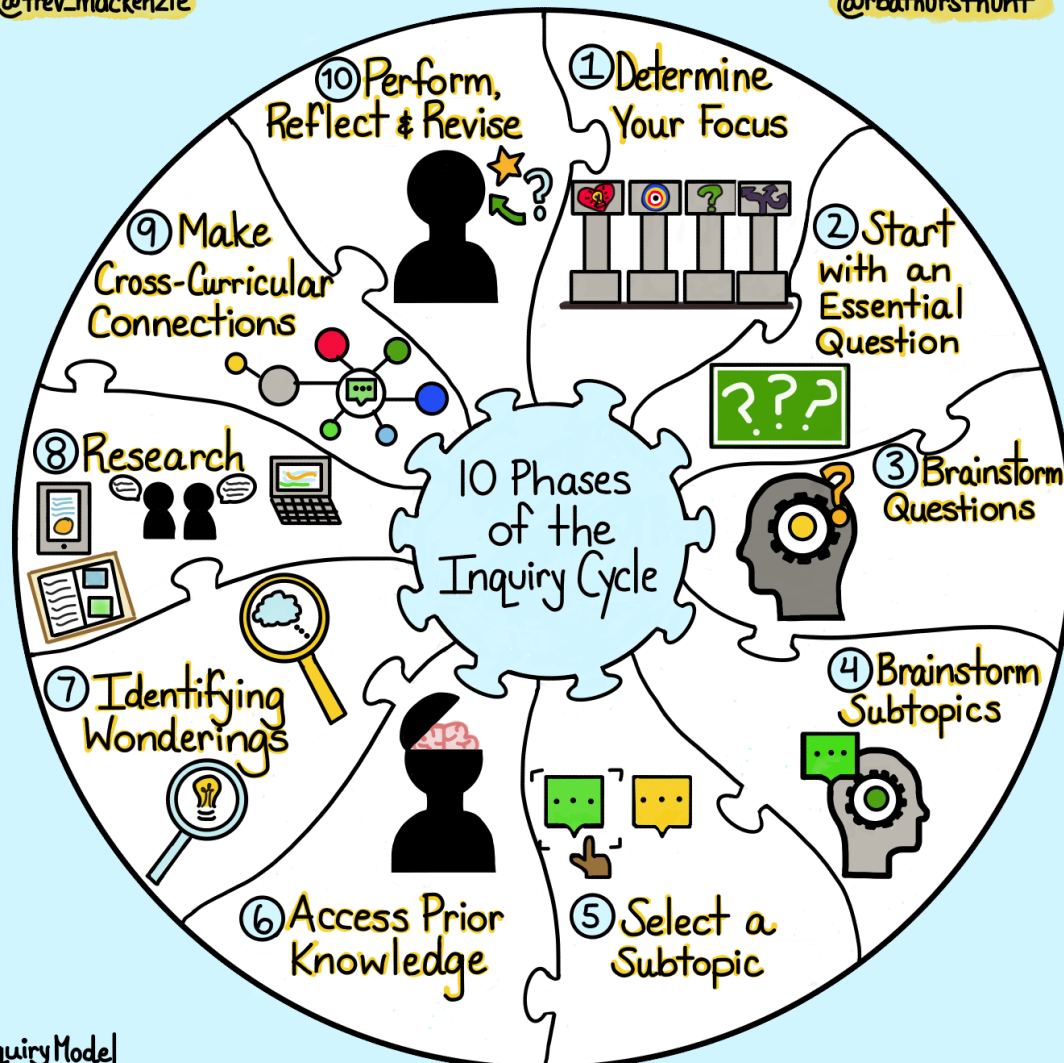 @trev_mackenzie
@rbathursthunt
10 Phases
of the
Inquiry Cycle
1 Determine
Your Focus
2 Start
with an
Essential
Question
???
3 Brainstorm
Questions
4 Brainstorm
Subtopics
5 Select a
Subtopic
6 Access Prior
Knowledge
7 Identifying
Wonderings
8 Research
9 Make
Cross-Curricular
Connections
10 Perform,
Reflect & Revise
quiry Model